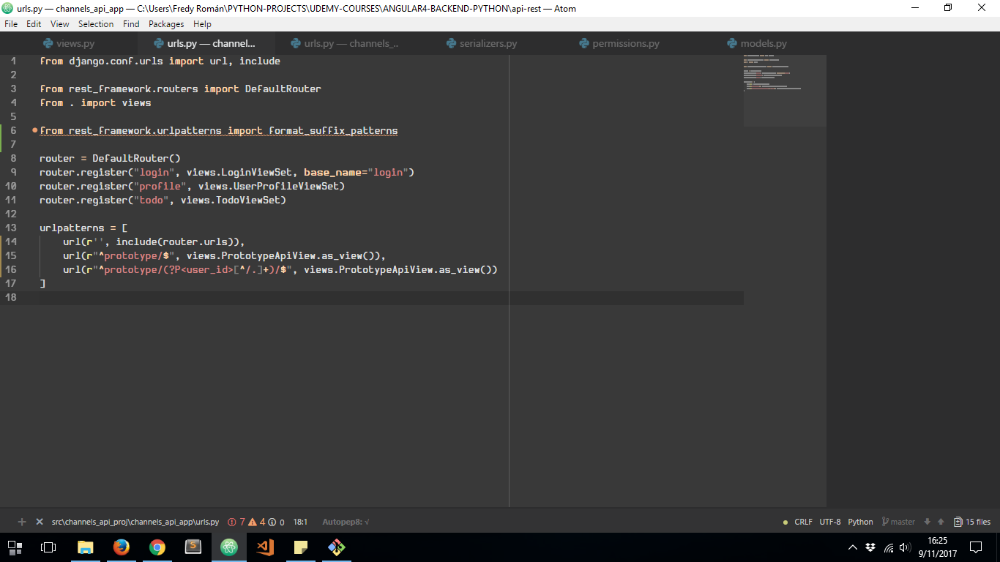 urls.py — channels_api_app — C:\Users\Fredy Román\PYTHON-PROJECTS\UDEMY-COURSES\ANGULAR4-BACKEND-PYTHON\api-rest — Atom
File Edit View Selection Find Packages Help
views.py urls.py — channel... urls.py — channels_.. serializers.py permissions.py models.py
1 from django.conf.urls import url, include
2
3 from rest_framework.routers import DefaultRouter
4 from . import views
5
6 from rest_framework.urlpatterns import format_suffix_patterns
7
8 router = DefaultRouter()
9 router.register("login", views.LoginViewSet, base_name="login")
10 router.register("profile", views.UserProfileViewSet)
11 router.register("todo", views.TodoViewSet)
12
13 urlpatterns = [
14 url(r'', include(router.urls)),
15 url(r"^prototype/$", views.PrototypeApiView.as_view()),
16 url(r"^prototype/(?P<user_id>[^/.]+)/$", views.PrototypeApiView.as_view())
17 ]
18
src\channels_api_proj\channels_api_app\urls.py 7 4 0 18:1 Autopep8: √ CRLF UTF-8 Python master 15 files
16:25
9/11/2017